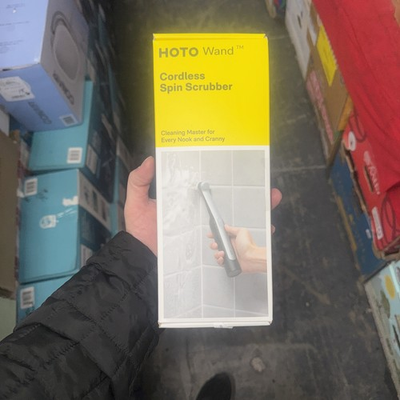 HOTO Wand™
Cordless
Spin Scrubber
Cleaning Master for
Every Nook and Cranny